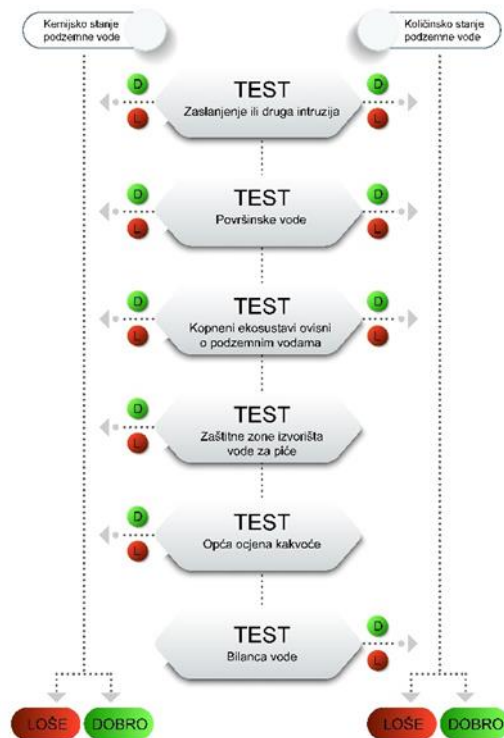 Kemijsko stanje
podzemne vode
Količinsko stanje
podzemne vode
TEST
Zaslanjenje ili druga intruzija
D
L
D
L
TEST
Površinske vode
D
L
D
L
TEST
Kopneni ekosustavi ovisni
o podzemnim vodama
D
L
D
L
TEST
Zaštitne zone izvorišta
vode za piće
D
L
TEST
Opća ocjena kakvoće
D
L
TEST
Bilanca vode
D
L
LOŠE DOBRO
LOŠE DOBRO